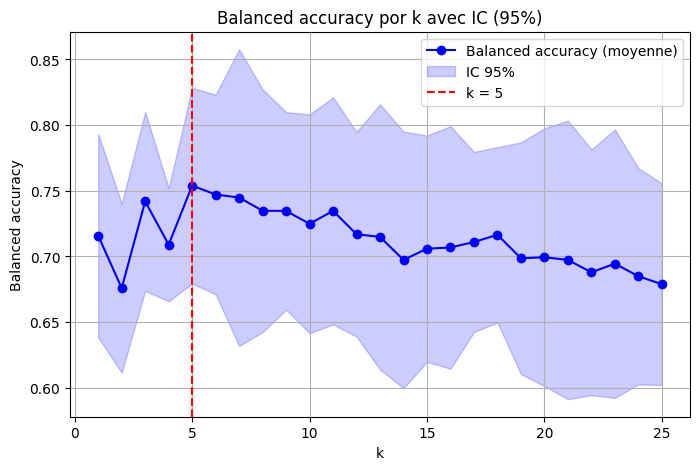 Balanced accuracy por k avec IC (95%)
Balanced accuracy (moyenne)
IC 95%
k = 5
Balanced accuracy
0.85
0.80
0.75
0.70
0.65
0.60
0 5 10 15 20 25
k